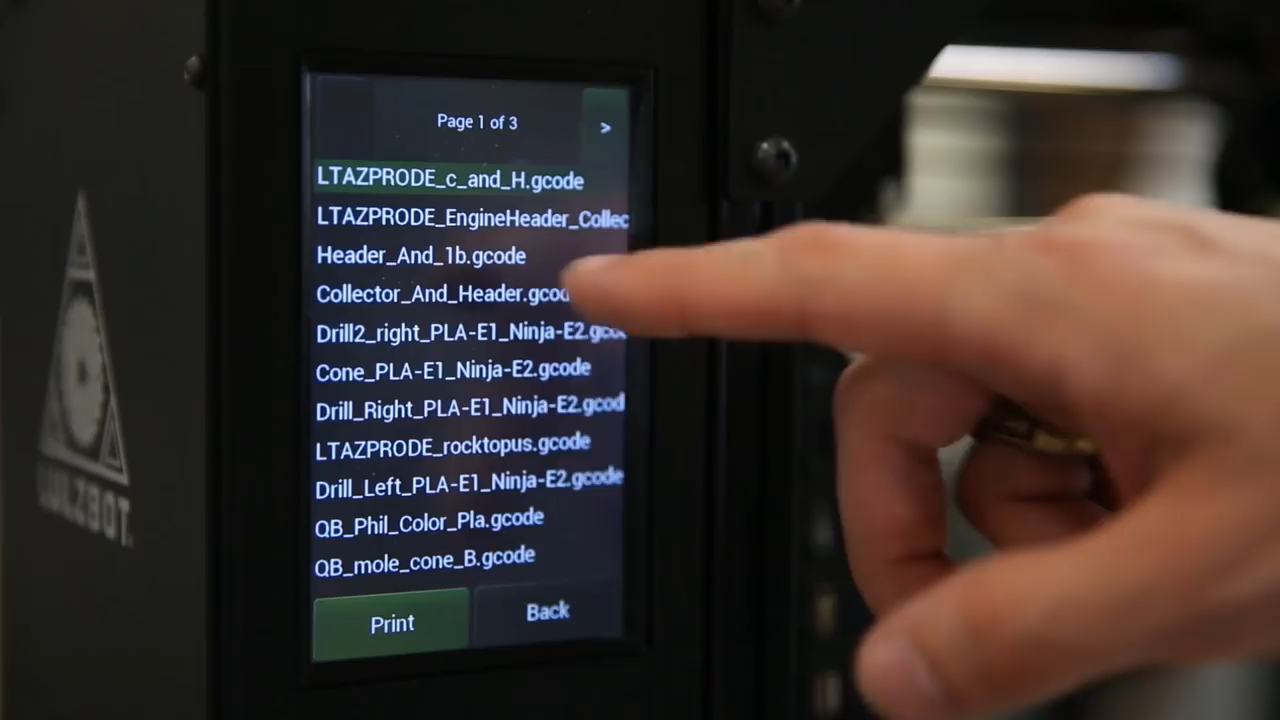 Page 1 of 3
>
LTAZPRODE_c_and_H.gcode
LTAZPRODE_EngineHeader_Collec
Header_And_1b.gcode
Collector_And_Header.gcod
Drill2_right_PLA-E1_Ninja-E2.gcode
Cone_PLA-E1_Ninja-E2.gcode
Drill_Right_PLA-E1_Ninja-E2.gcod
LTAZPRODE_rocktopus.gcode
Drill_Left_PLA-E1_Ninja-E2.gcode
QB_Phil_Color_Pla.gcode
QB_mole_cone_B.gcode
Print
Back
LULZBOT